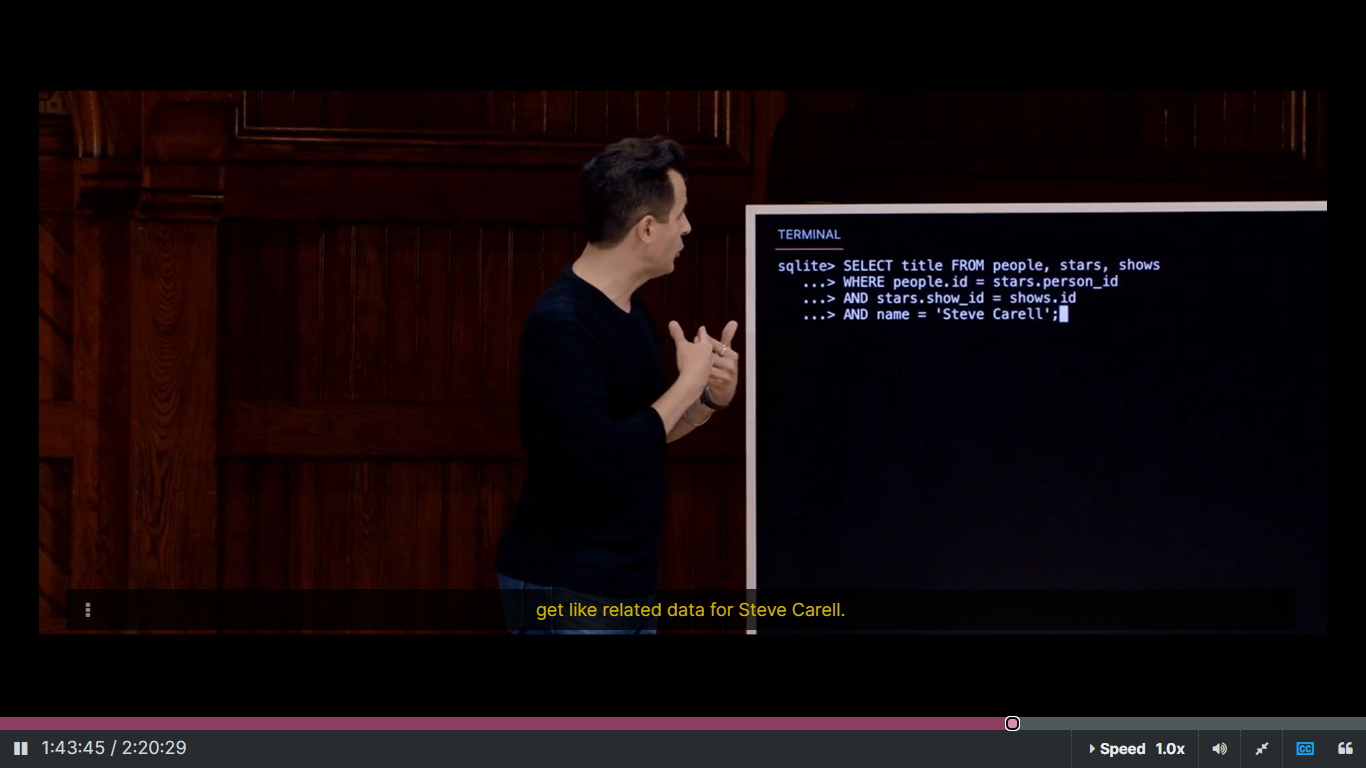 TERMINAL
sqlite> SELECT title FROM people, stars, shows
...> WHERE people.id = stars.person_id
...> AND stars.show_id = shows.id
...> AND name = 'Steve Carell';
get like related data for Steve Carell.
1:43:45 / 2:20:29
Speed 1.0x
CC